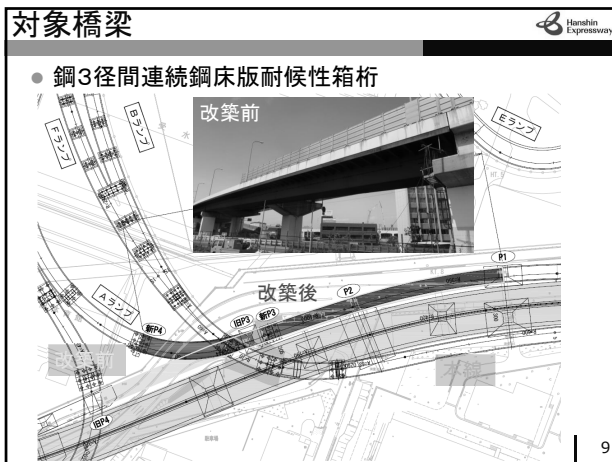 対象橋梁
Hanshin
Expressway
● 鋼3径間連続鋼床版耐候性箱桁
改築前
Fランプ
Bランプ
Eランプ
P1
改築後
P2
Aランプ
新P4
旧P3
新P3
改築前
本線
旧P4
9